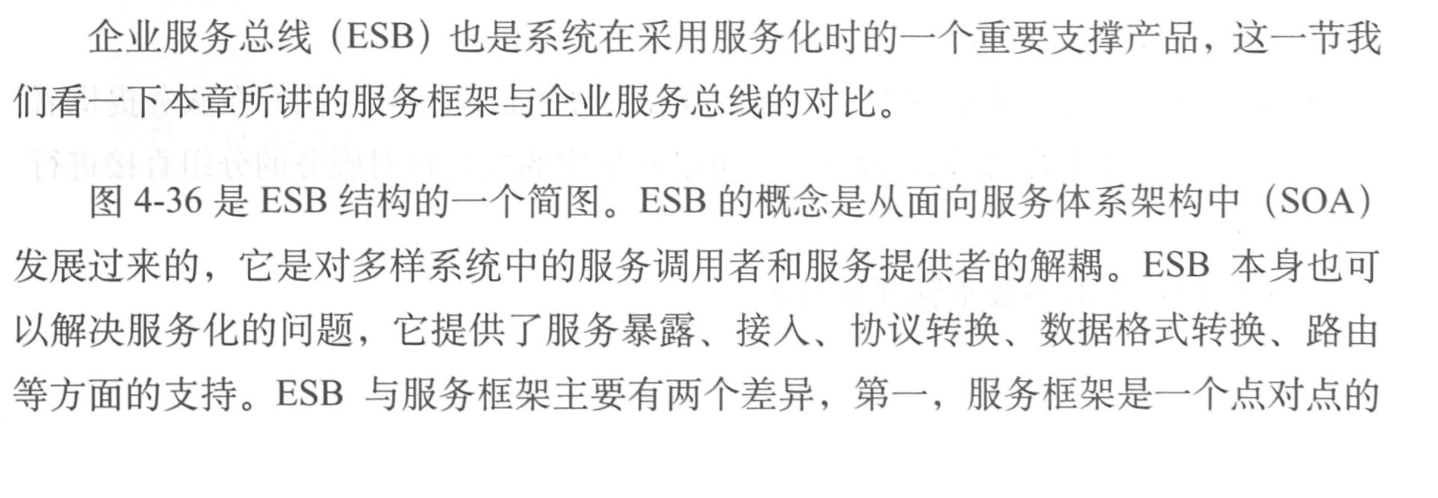 企业服务总线（ESB）也是系统在采用服务化时的一个重要支撑产品，这一节我
们看一下本章所讲的服务框架与企业服务总线的对比。
图 4-36 是 ESB 结构的一个简图。ESB 的概念是从面向服务体系架构中（SOA）
发展过来的，它是对多样系统中的服务调用者和服务提供者的解耦。ESB 本身也可
以解决服务化的问题，它提供了服务暴露、接入、协议转换、数据格式转换、路由
等方面的支持。ESB 与服务框架主要有两个差异，第一，服务框架是一个点对点的